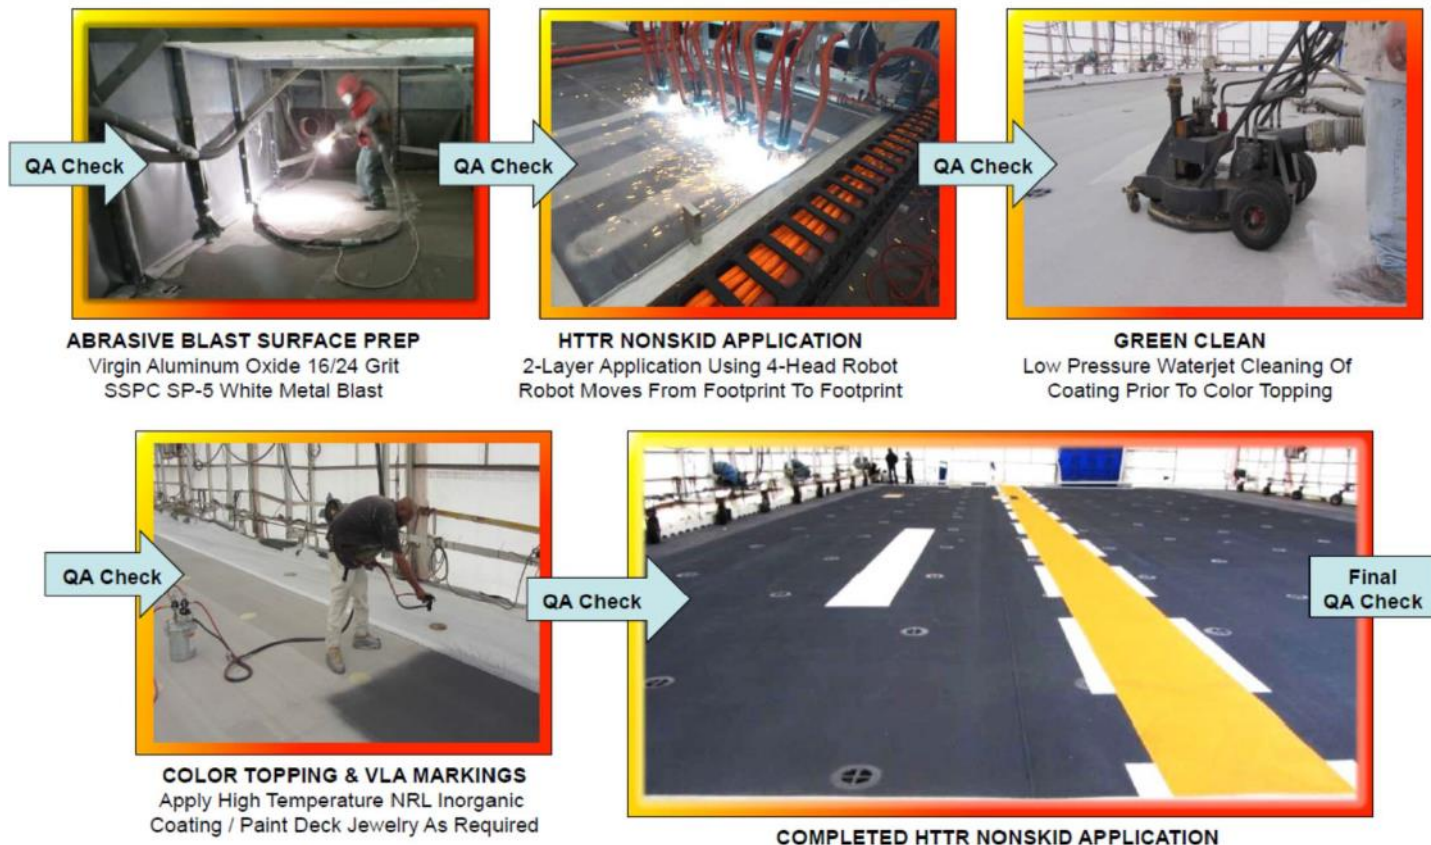 QA Check
QA Check
QA Check
ABRASIVE BLAST SURFACE PREP
Virgin Aluminum Oxide 16/24 Grit
SSPC SP-5 White Metal Blast
HTTR NONSKID APPLICATION
2-Layer Application Using 4-Head Robot
Robot Moves From Footprint To Footprint
GREEN CLEAN
Low Pressure Waterjet Cleaning Of
Coating Prior To Color Topping
QA Check
QA Check
Final
QA Check
COLOR TOPPING & VLA MARKINGS
Apply High Temperature NRL Inorganic
Coating / Paint Deck Jewelry As Required
COMPLETED HTTR NONSKID APPLICATION